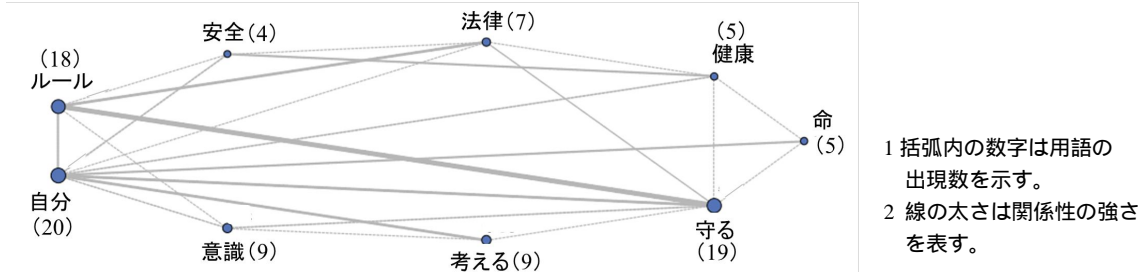 安全(4)
法律(7)
(5)
健康
(18)
ルール
命
(5)
自分
(20)
意識(9)
考える(9)
守る
(19)
1 括弧内の数字は用語の
出現数を示す。
2 線の太さは関係性の強さ
を表す。